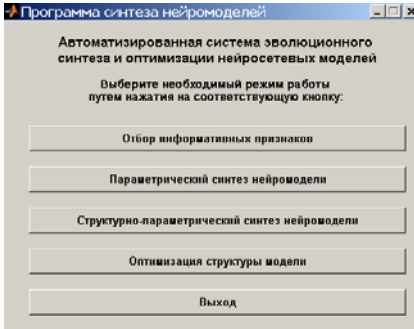 Программа синтеза нейромоделей
Автоматизированная система эволюционного
синтеза и оптимизации нейросетевых моделей
Выберите необходимый режим работы
путем нажатия на соответствующую кнопку:
Отбор информативных признаков
Параметрический синтез нейромодели
Структурно-параметрический синтез нейромодели
Оптимизация структуры модели
Выход